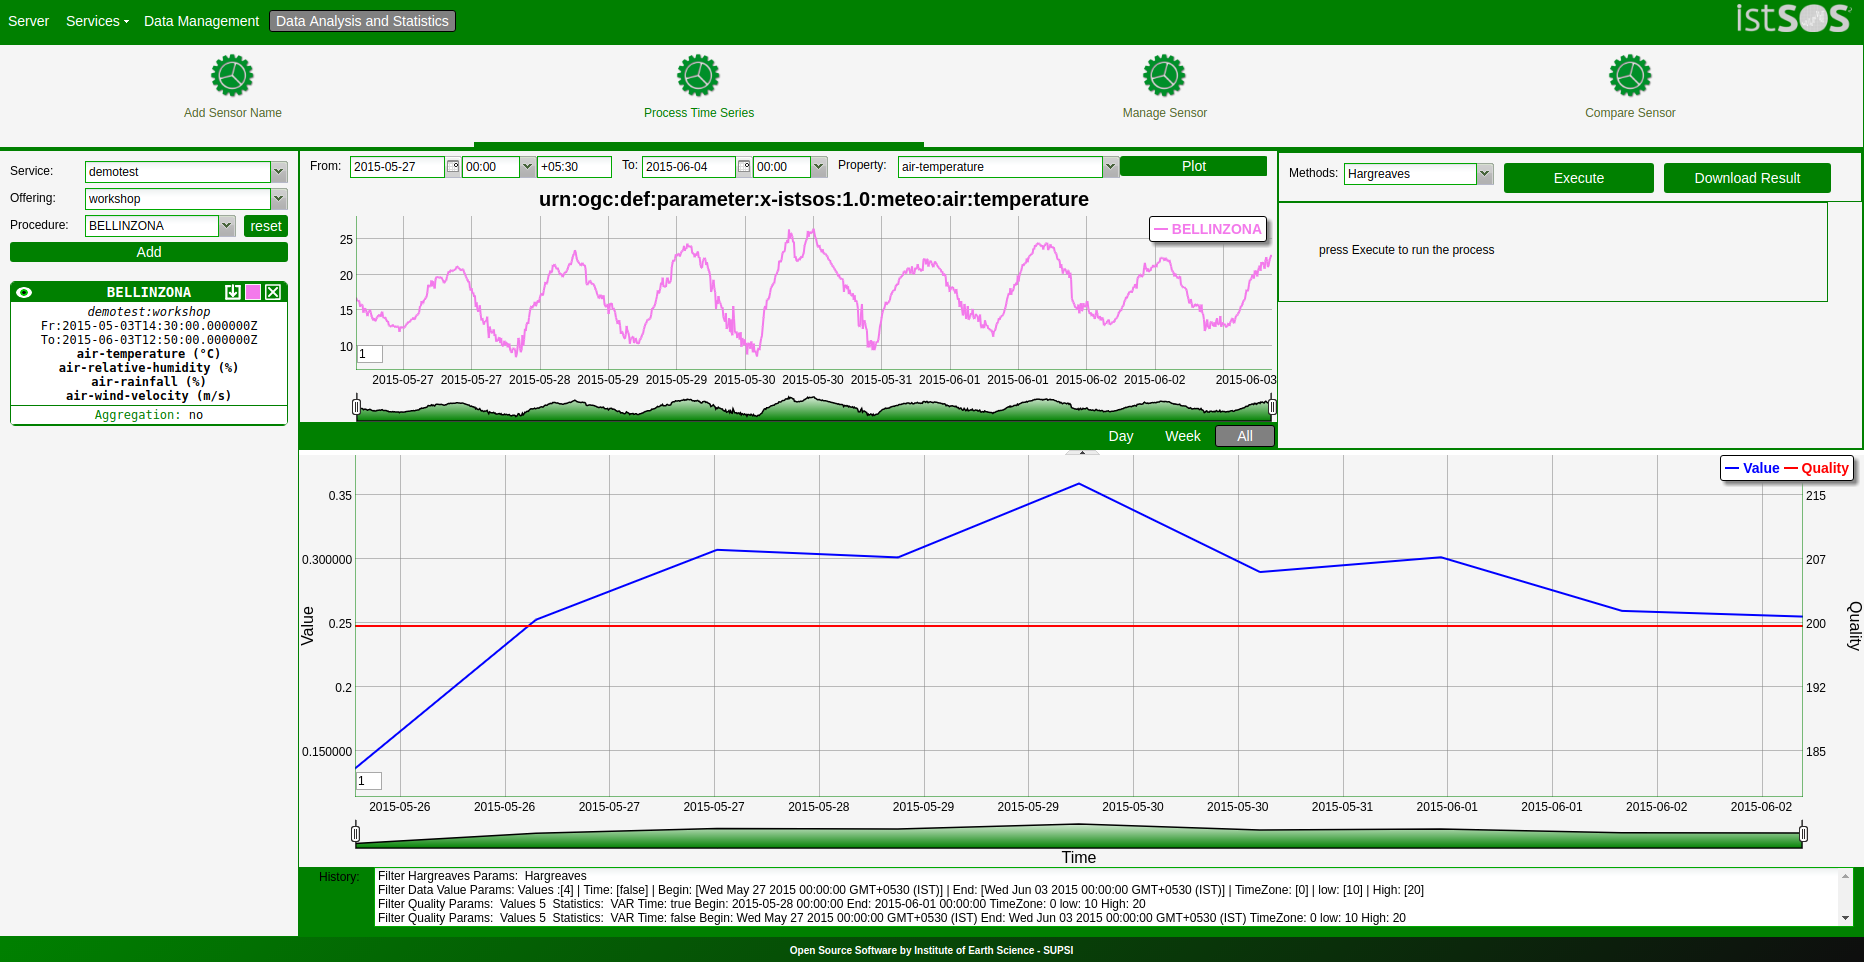 Server Services Data Management Data Analysis and Statistics istSOS
Add Sensor Name Process Time Series Manage Sensor Compare Sensor
Service: demotest
Offering: workshop
Procedure: BELLINZONA reset
Add
BELLINZONA
demotest:workshop
Fr:2015-05-03T14:30:00.000000Z
To:2015-06-03T12:50:00.000000Z
air-temperature (°C)
air-relative-humidity (%)
air-rainfall (%)
air-wind-velocity (m/s)
Aggregation: no
From: 2015-05-27 00:00 +05:30 To: 2015-06-04 00:00 Property: air-temperature Plot
urn:ogc:def:parameter:x-istsos:1.0:meteo:air:temperature
BELLINZONA
25
20
15
10
1
2015-05-27 2015-05-27 2015-05-28 2015-05-29 2015-05-29 2015-05-30 2015-05-30 2015-05-31 2015-06-01 2015-06-01 2015-06-02 2015-06-02 2015-06-03
Day Week All
Methods: Hargreaves Execute Download Result
press Execute to run the process
Value Quality
0.35 215
0.300000 207
0.25 200
0.2 192
0.150000 185
Value
Quality
1
2015-05-26 2015-05-26 2015-05-27 2015-05-27 2015-05-28 2015-05-29 2015-05-29 2015-05-30 2015-05-30 2015-05-31 2015-06-01 2015-06-01 2015-06-02 2015-06-02
Time
History:
Filter Hargreaves Params: Hargreaves
Filter Data Value Params: Values :[4] | Time: [false] | Begin: [Wed May 27 2015 00:00:00 GMT+0530 (IST)] | End: [Wed Jun 03 2015 00:00:00 GMT+0530 (IST)] | TimeZone: [0] | low: [10] | High: [20]
Filter Quality Params: Values 5 Statistics: VAR Time: true Begin: 2015-05-28 00:00:00 End: 2015-06-01 00:00:00 TimeZone: 0 low: 10 High: 20
Filter Quality Params: Values 5 Statistics: VAR Time: false Begin: Wed May 27 2015 00:00:00 GMT+0530 (IST) End: Wed Jun 03 2015 00:00:00 GMT+0530 (IST) TimeZone: 0 low: 10 High: 20
Open Source Software by Institute of Earth Science - SUPSI